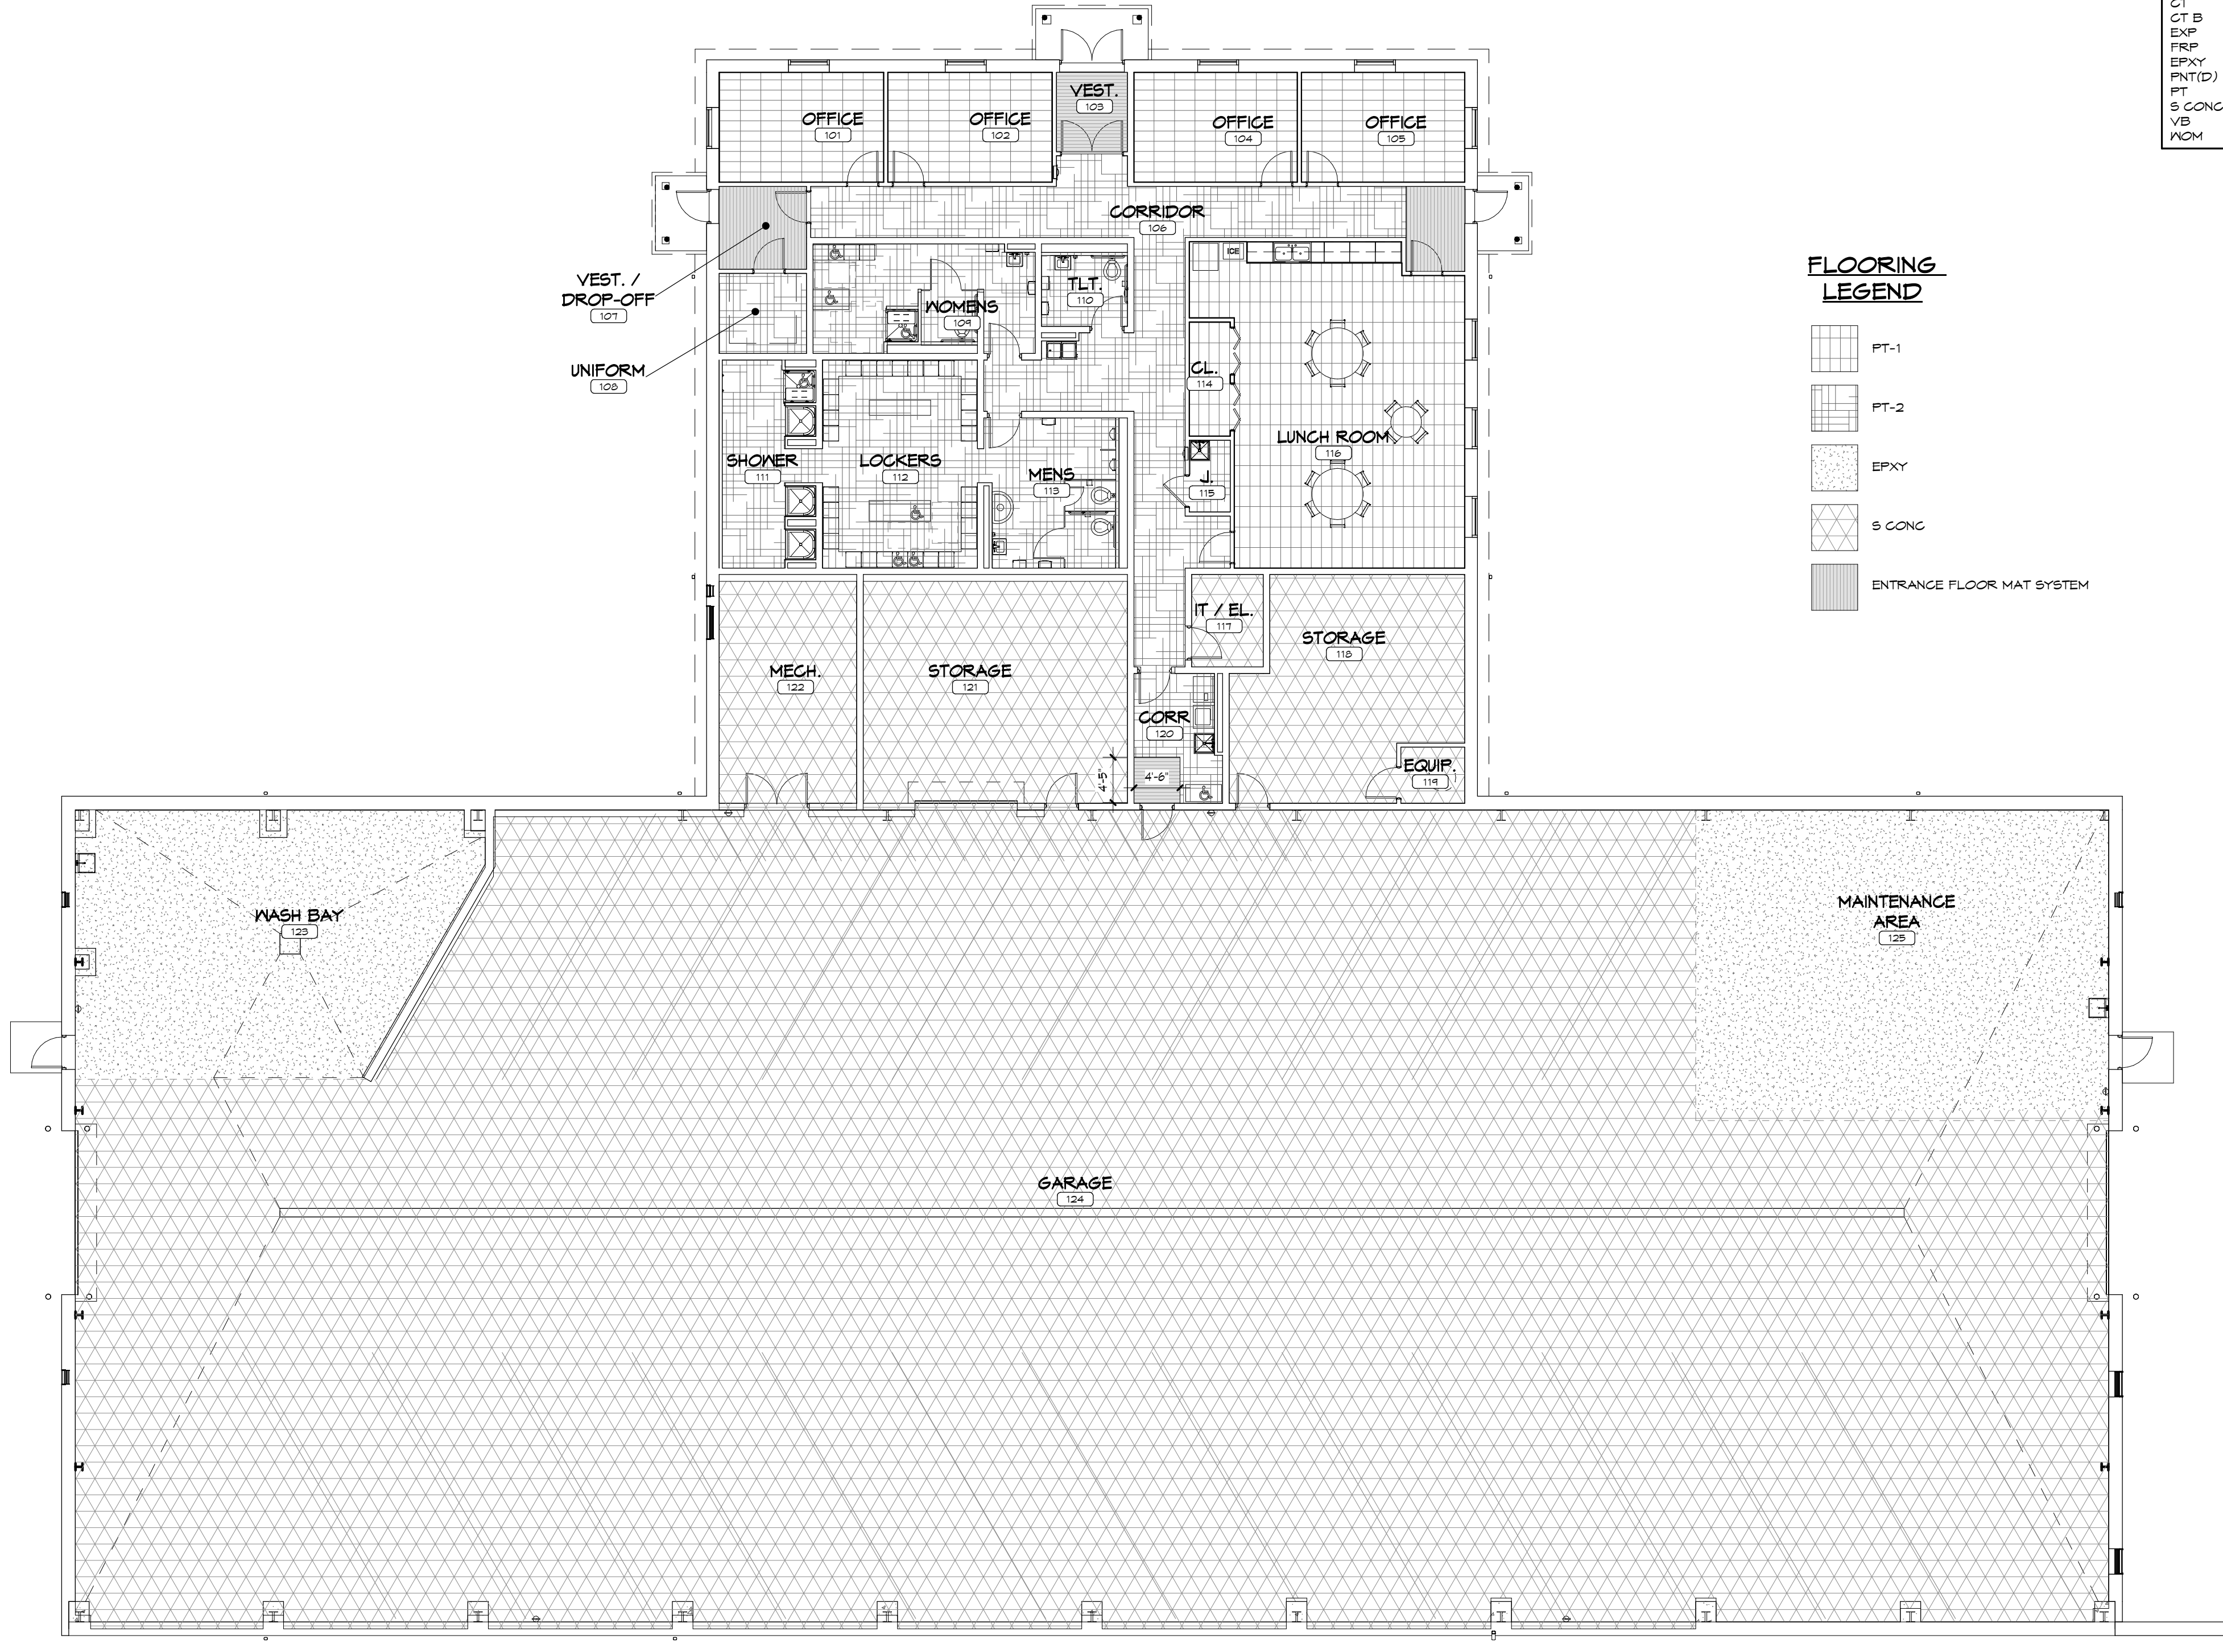 CT
CT B
EXP
FRP
EPXY
PNT(D)
PT
S CONC
VB
WOM
VEST.
103
OFFICE
101
OFFICE
102
OFFICE
104
OFFICE
105
CORRIDOR
106
VEST. /
DROP-OFF
107
UNIFORM
108
WOMENS
109
TLT.
110
ICE
CL.
114
LUNCH ROOM
116
SHOWER
111
LOCKERS
112
MENS
113
J.
115
IT / EL.
117
STORAGE
118
MECH.
122
STORAGE
121
CORR
120
4'-5"
4'-6"
EQUIP.
119
WASH BAY
123
MAINTENANCE
AREA
125
GARAGE
124
FLOORING
LEGEND
PT-1
PT-2
EPXY
S CONC
ENTRANCE FLOOR MAT SYSTEM